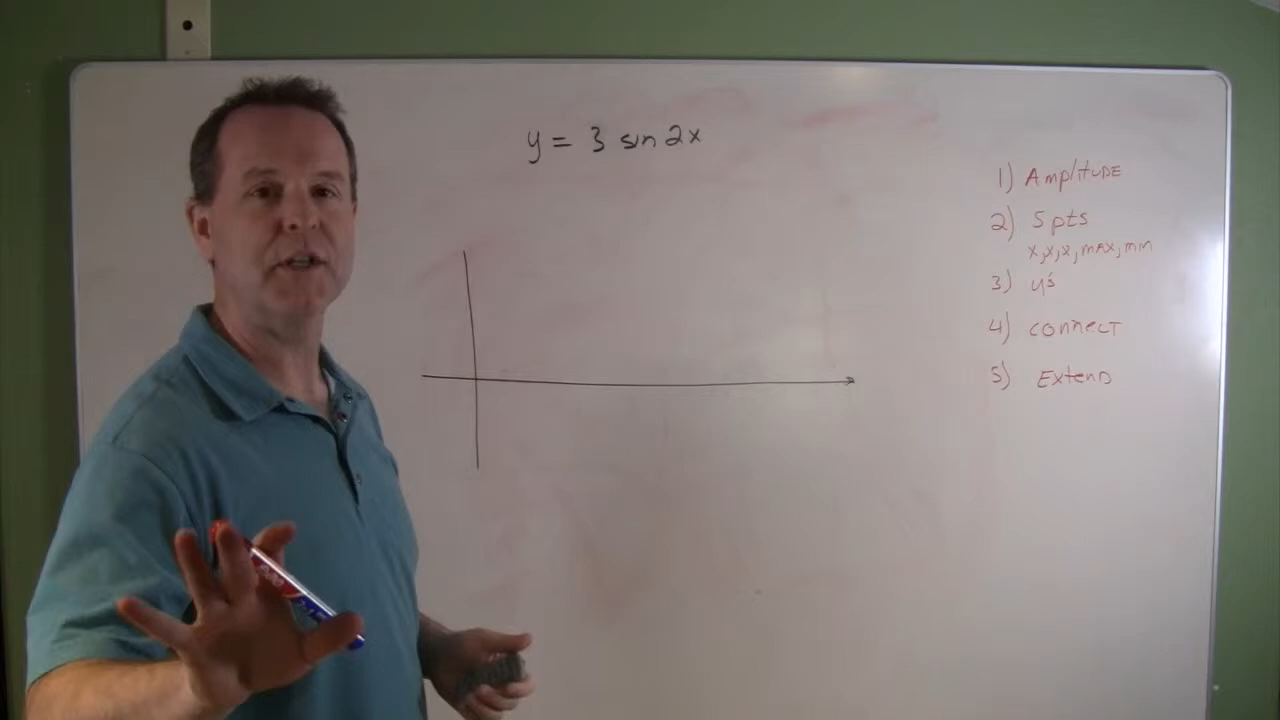 y = 3 sin 2x
1) AmplitUDE
2) 5 pts
x, x, x, mAx, min
3) y's
4) connecT
5) ExtenD